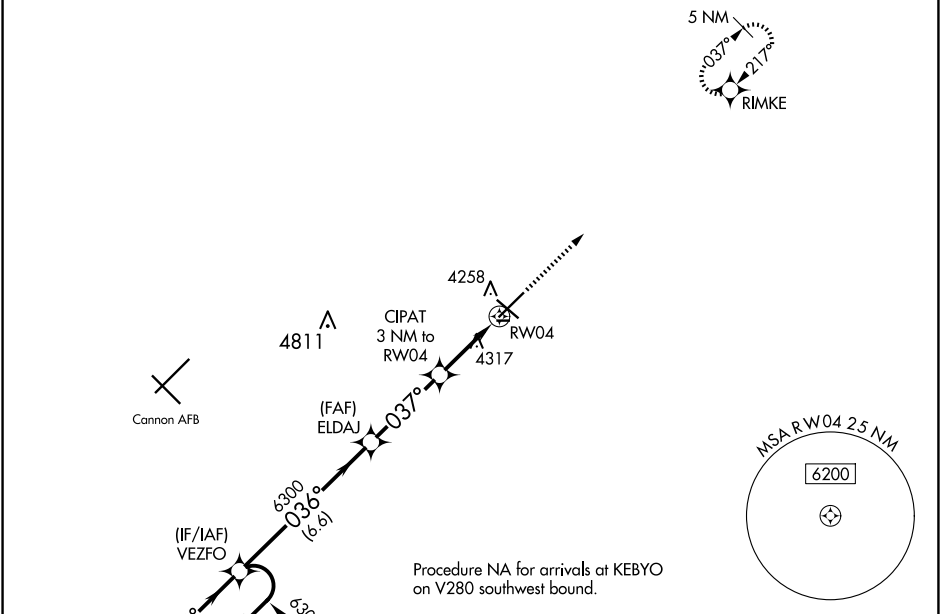 5 NM
037°
217°
RIMKE
4258
CIPAT
3 NM to
RW04
RW04
4811
4317
Cannon AFB
(FAF)
ELDAJ
037°
MSA RW04 25 NM
6200
6300
036°
(6.6)
(IF/IAF)
VEZFO
Procedure NA for arrivals at KEBYO
on V280 southwest bound.